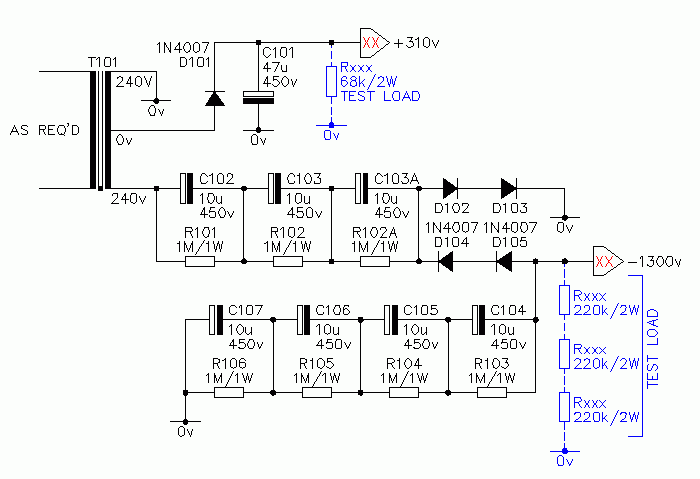 T101
240V
0v
AS REQ'D
0v
240v
1N4007
D101
C101
47u
450v
0v
XX
+310v
Rxxx
68k/2W
TEST LOAD
0v
C102
10u
450v
C103
10u
450v
C103A
10u
450v
R101
1M/1W
R102
1M/1W
R102A
1M/1W
D102
D103
1N4007
1N4007
D104
D105
0v
XX
-1300v
C107
10u
450v
C106
10u
450v
C105
10u
450v
C104
10u
450v
R106
1M/1W
R105
1M/1W
R104
1M/1W
R103
1M/1W
0v
Rxxx
220k/2W
Rxxx
220k/2W
Rxxx
220k/2W
TEST LOAD
0v